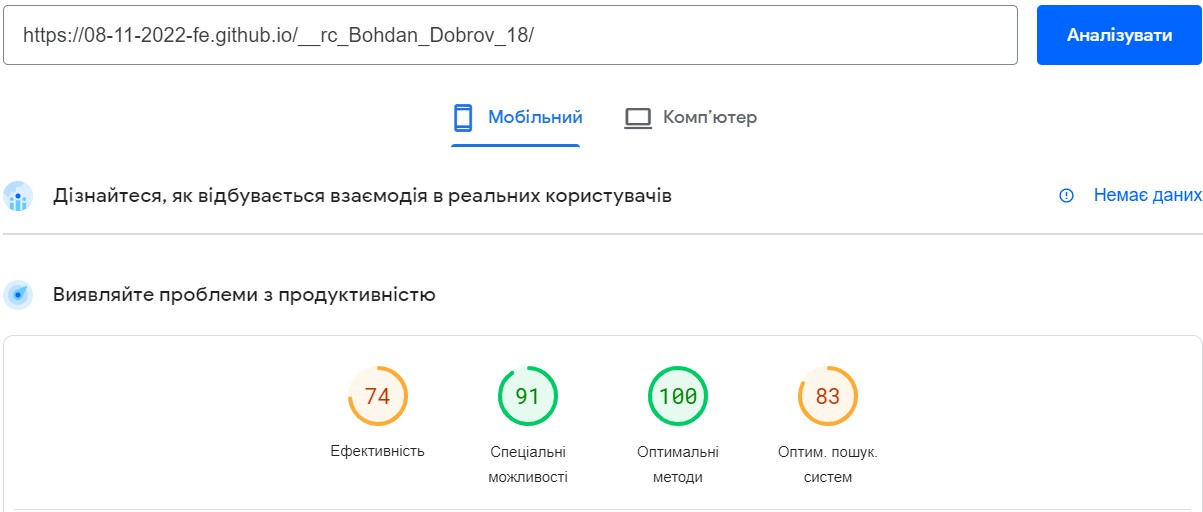 https://08-11-2022-fe.github.io/__rc_Bohdan_Dobrov_18/
Аналізувати
Мобільний
Комп'ютер
Дізнайтеся, як відбувається взаємодія в реальних користувачів
Немає даних
Виявляйте проблеми з продуктивністю
74
91
100
83
Ефективність
Спеціальні
можливості
Оптимальні
методи
Оптим. пошук.
систем